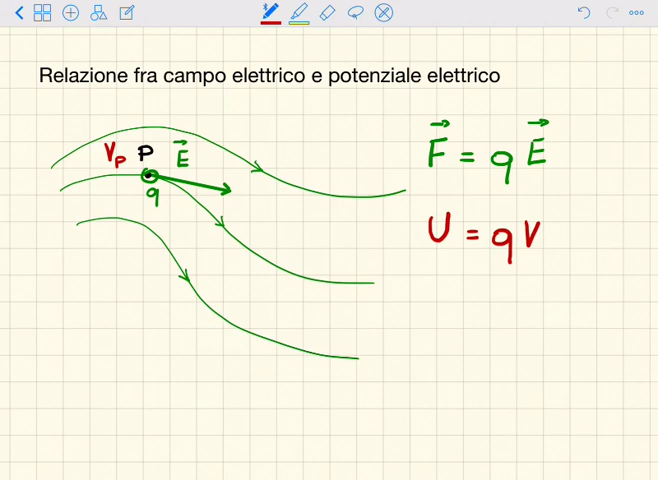 Relazione fra campo elettrico e potenziale elettrico
V_P P E⃗
q
F⃗ = q E⃗
U = q V